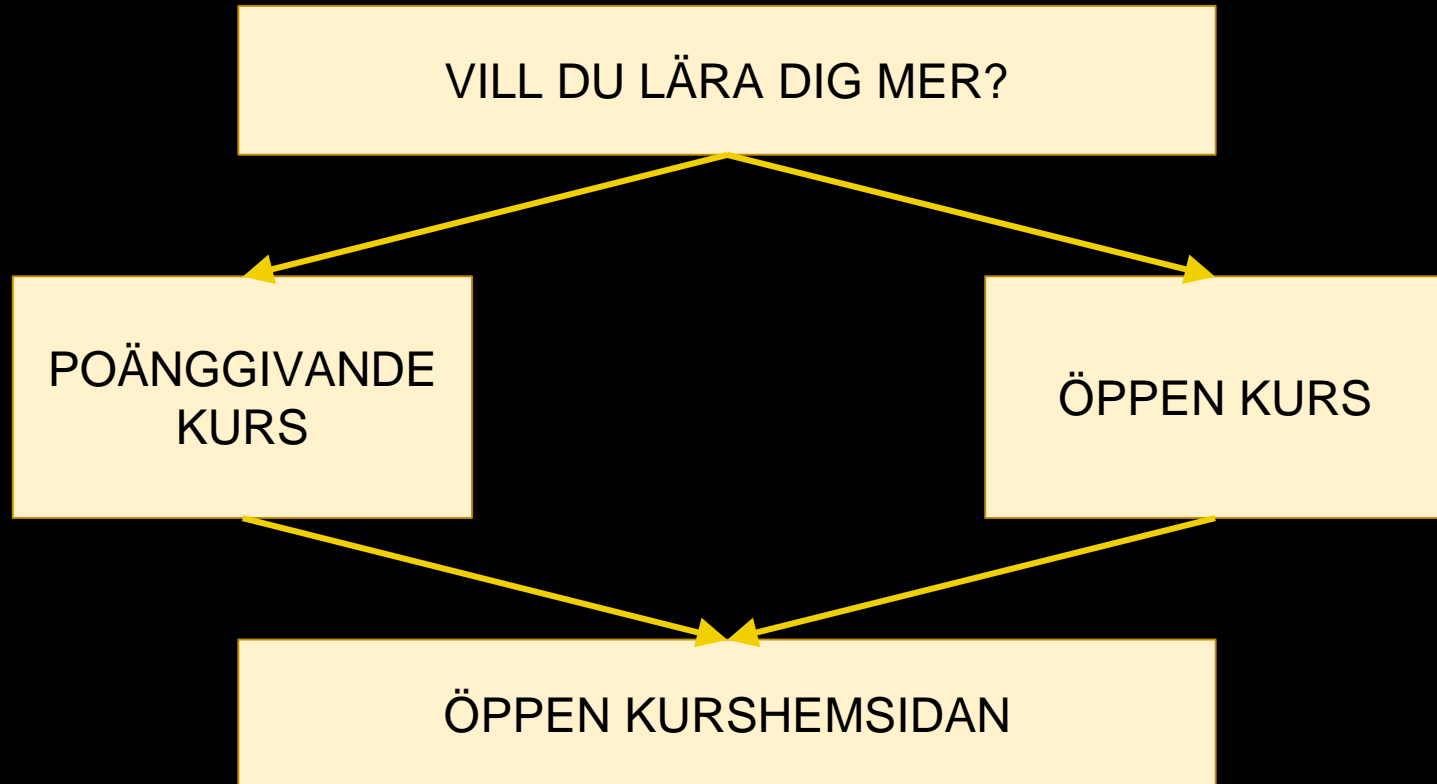 VILL DU LÄRA DIG MER?
POÄNGGIVANDE
KURS
ÖPPEN KURS
ÖPPEN KURSHEMSIDAN